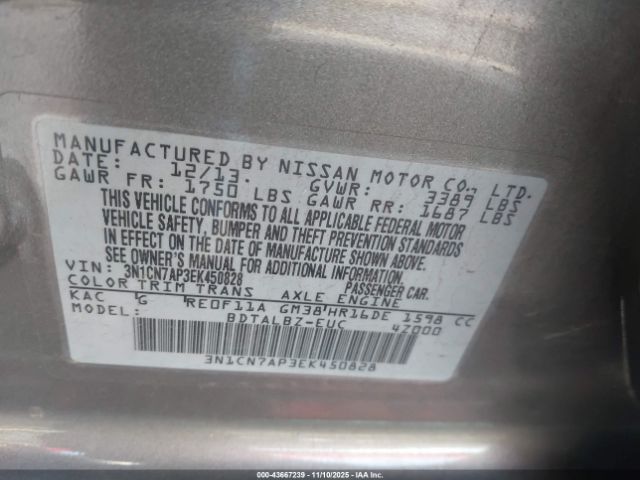 MANUFACTURED BY NISSAN MOTOR CO., LTD.
DATE: 12/13. GVWR: 3389 LBS
GAWR FR: 1750 LBS GAWR RR: 1687 LBS
THIS VEHICLE CONFORMS TO ALL APPLICABLE FEDERAL MOTOR
VEHICLE SAFETY, BUMPER AND THEFT PREVENTION STANDARDS
IN EFFECT ON THE DATE OF MANUFACTURE SHOWN ABOVE.
SEE OWNER'S MANUAL FOR ADDITIONAL INFORMATION.
VIN: 3N1CN7AP3EK450828 PASSENGER CAR.
COLOR TRIM TRANS AXLE ENGINE
KAC G RE0F11A GM38 HR16DE 1598 CC
MODEL: BDTALBZ-EUC 4Z000
3N1CN7AP3EK450828
000-43667239 - 11/10/2025 - IAA Inc.